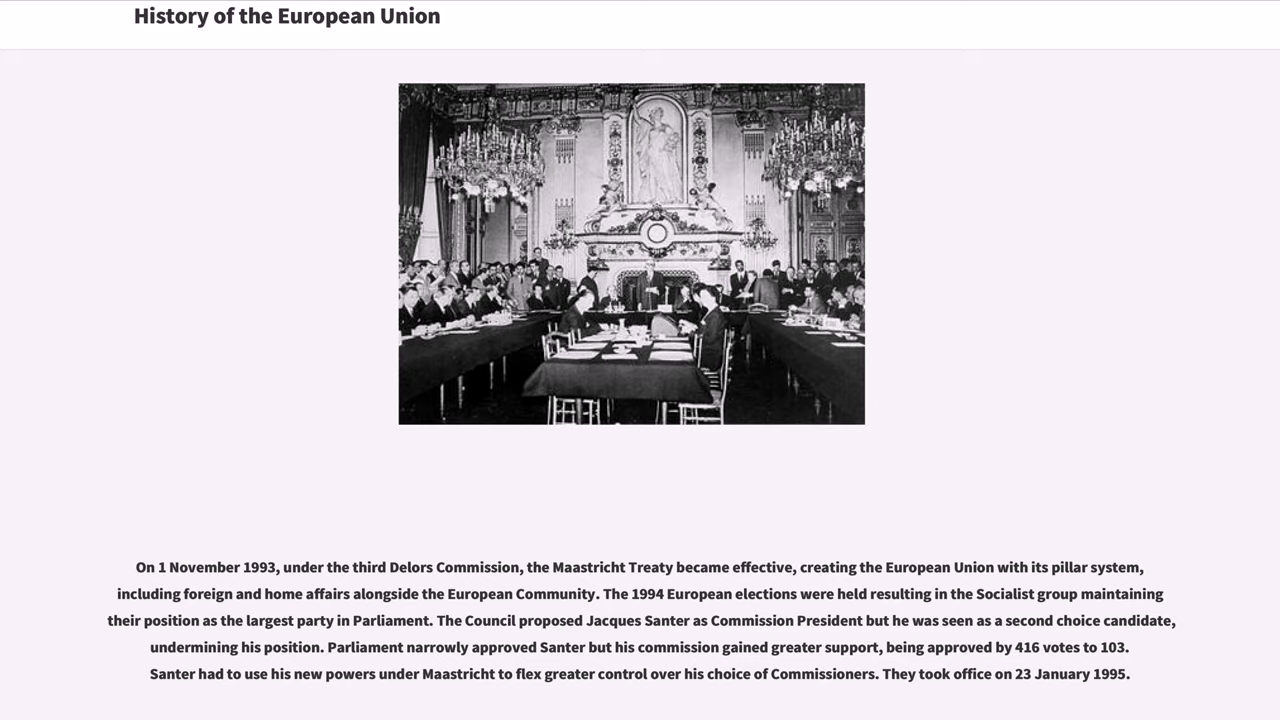 History of the European Union
On 1 November 1993, under the third Delors Commission, the Maastricht Treaty became effective, creating the European Union with its pillar system,
including foreign and home affairs alongside the European Community. The 1994 European elections were held resulting in the Socialist group maintaining
their position as the largest party in Parliament. The Council proposed Jacques Santer as Commission President but he was seen as a second choice candidate,
undermining his position. Parliament narrowly approved Santer but his commission gained greater support, being approved by 416 votes to 103.
Santer had to use his new powers under Maastricht to flex greater control over his choice of Commissioners. They took office on 23 January 1995.